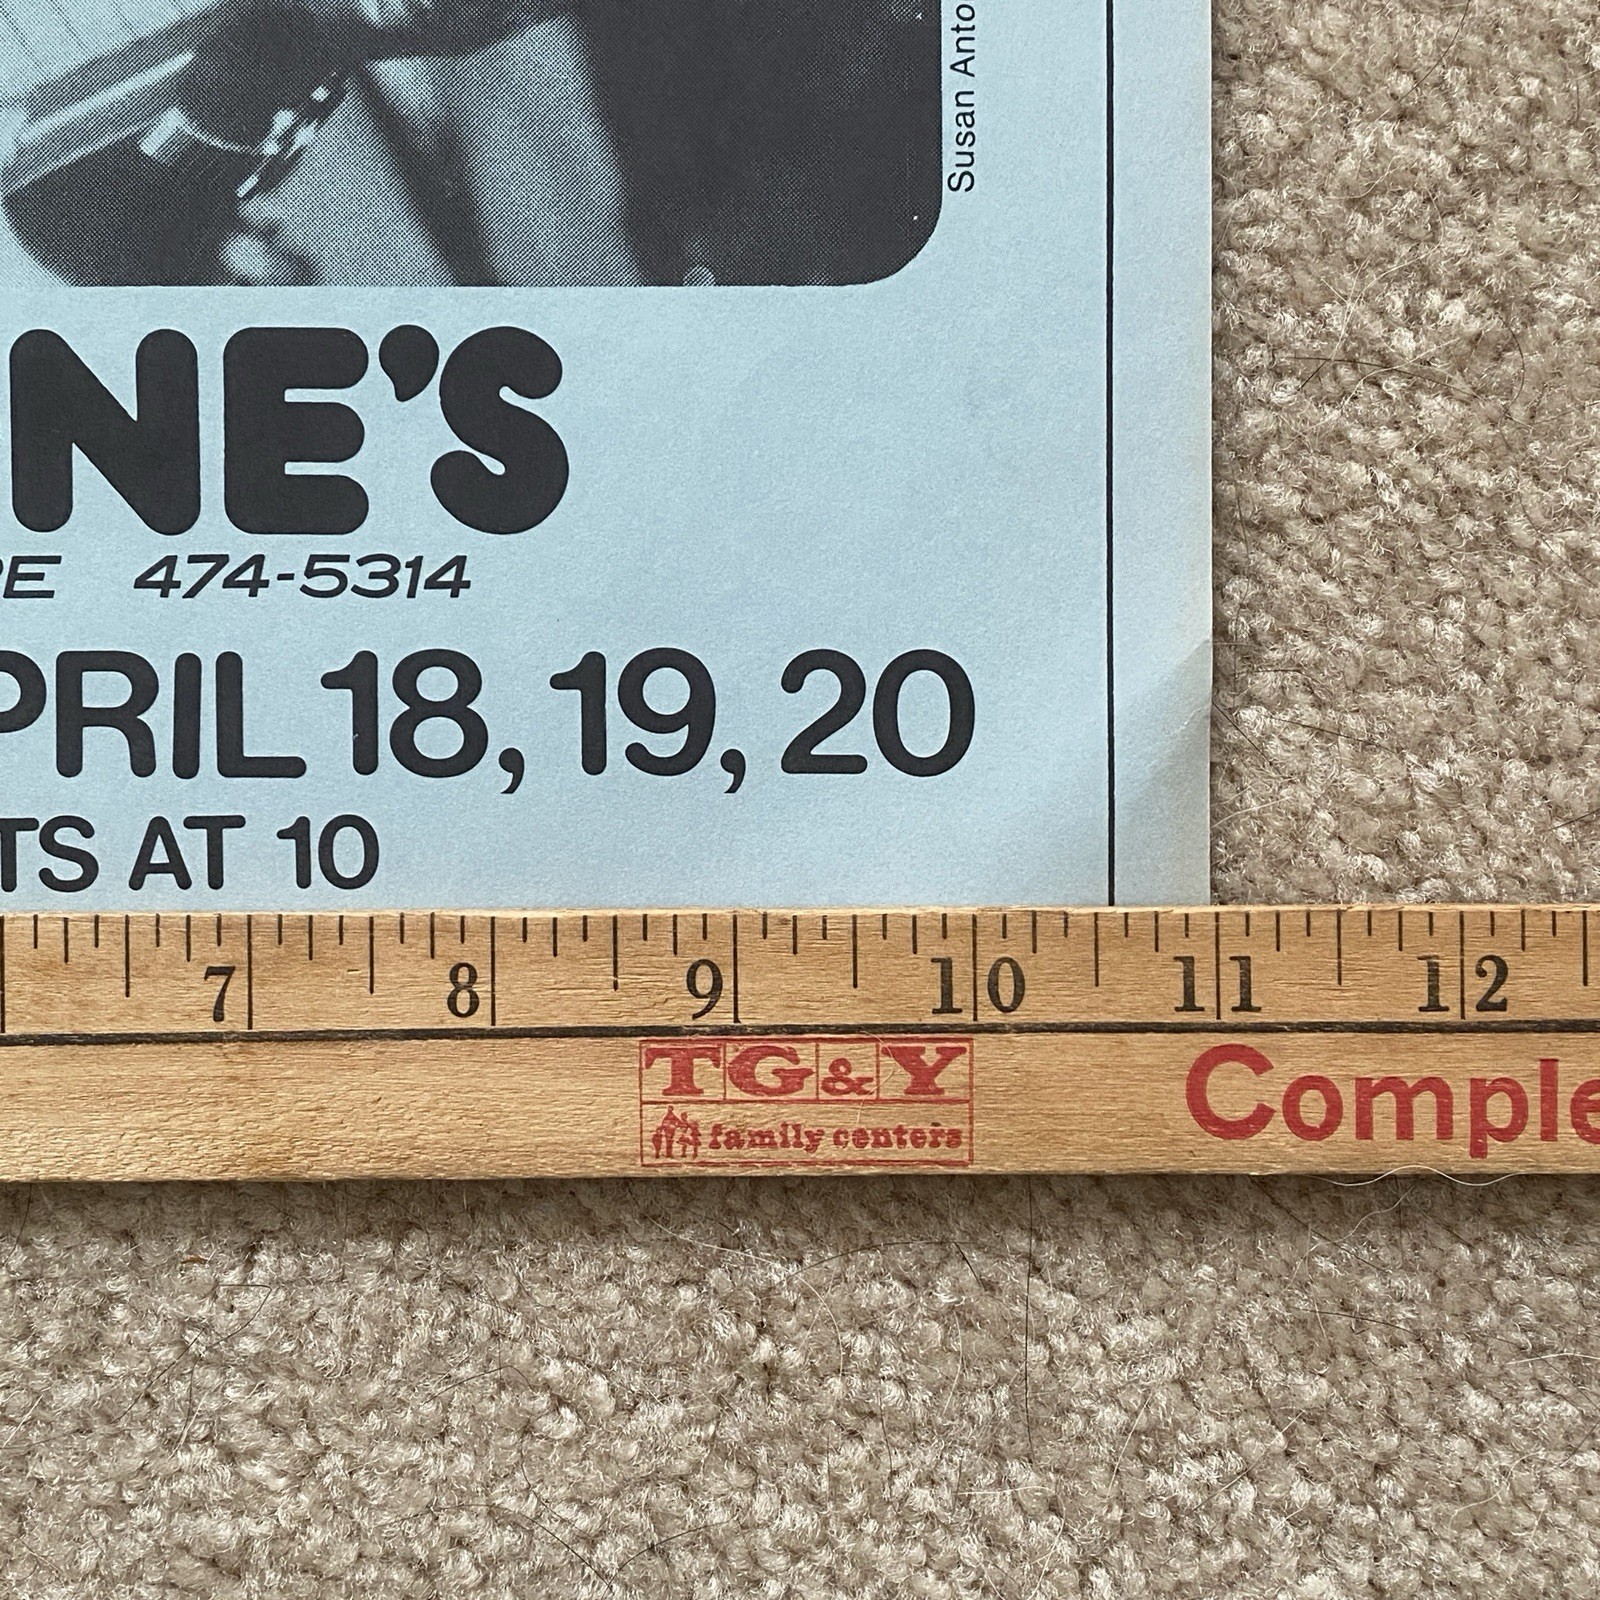 Susan Anto
NE'S
RE 474-5314
PRIL 18, 19, 20
TS AT 10
7 8 9 10 11 12
TG&Y
family centers
Comple